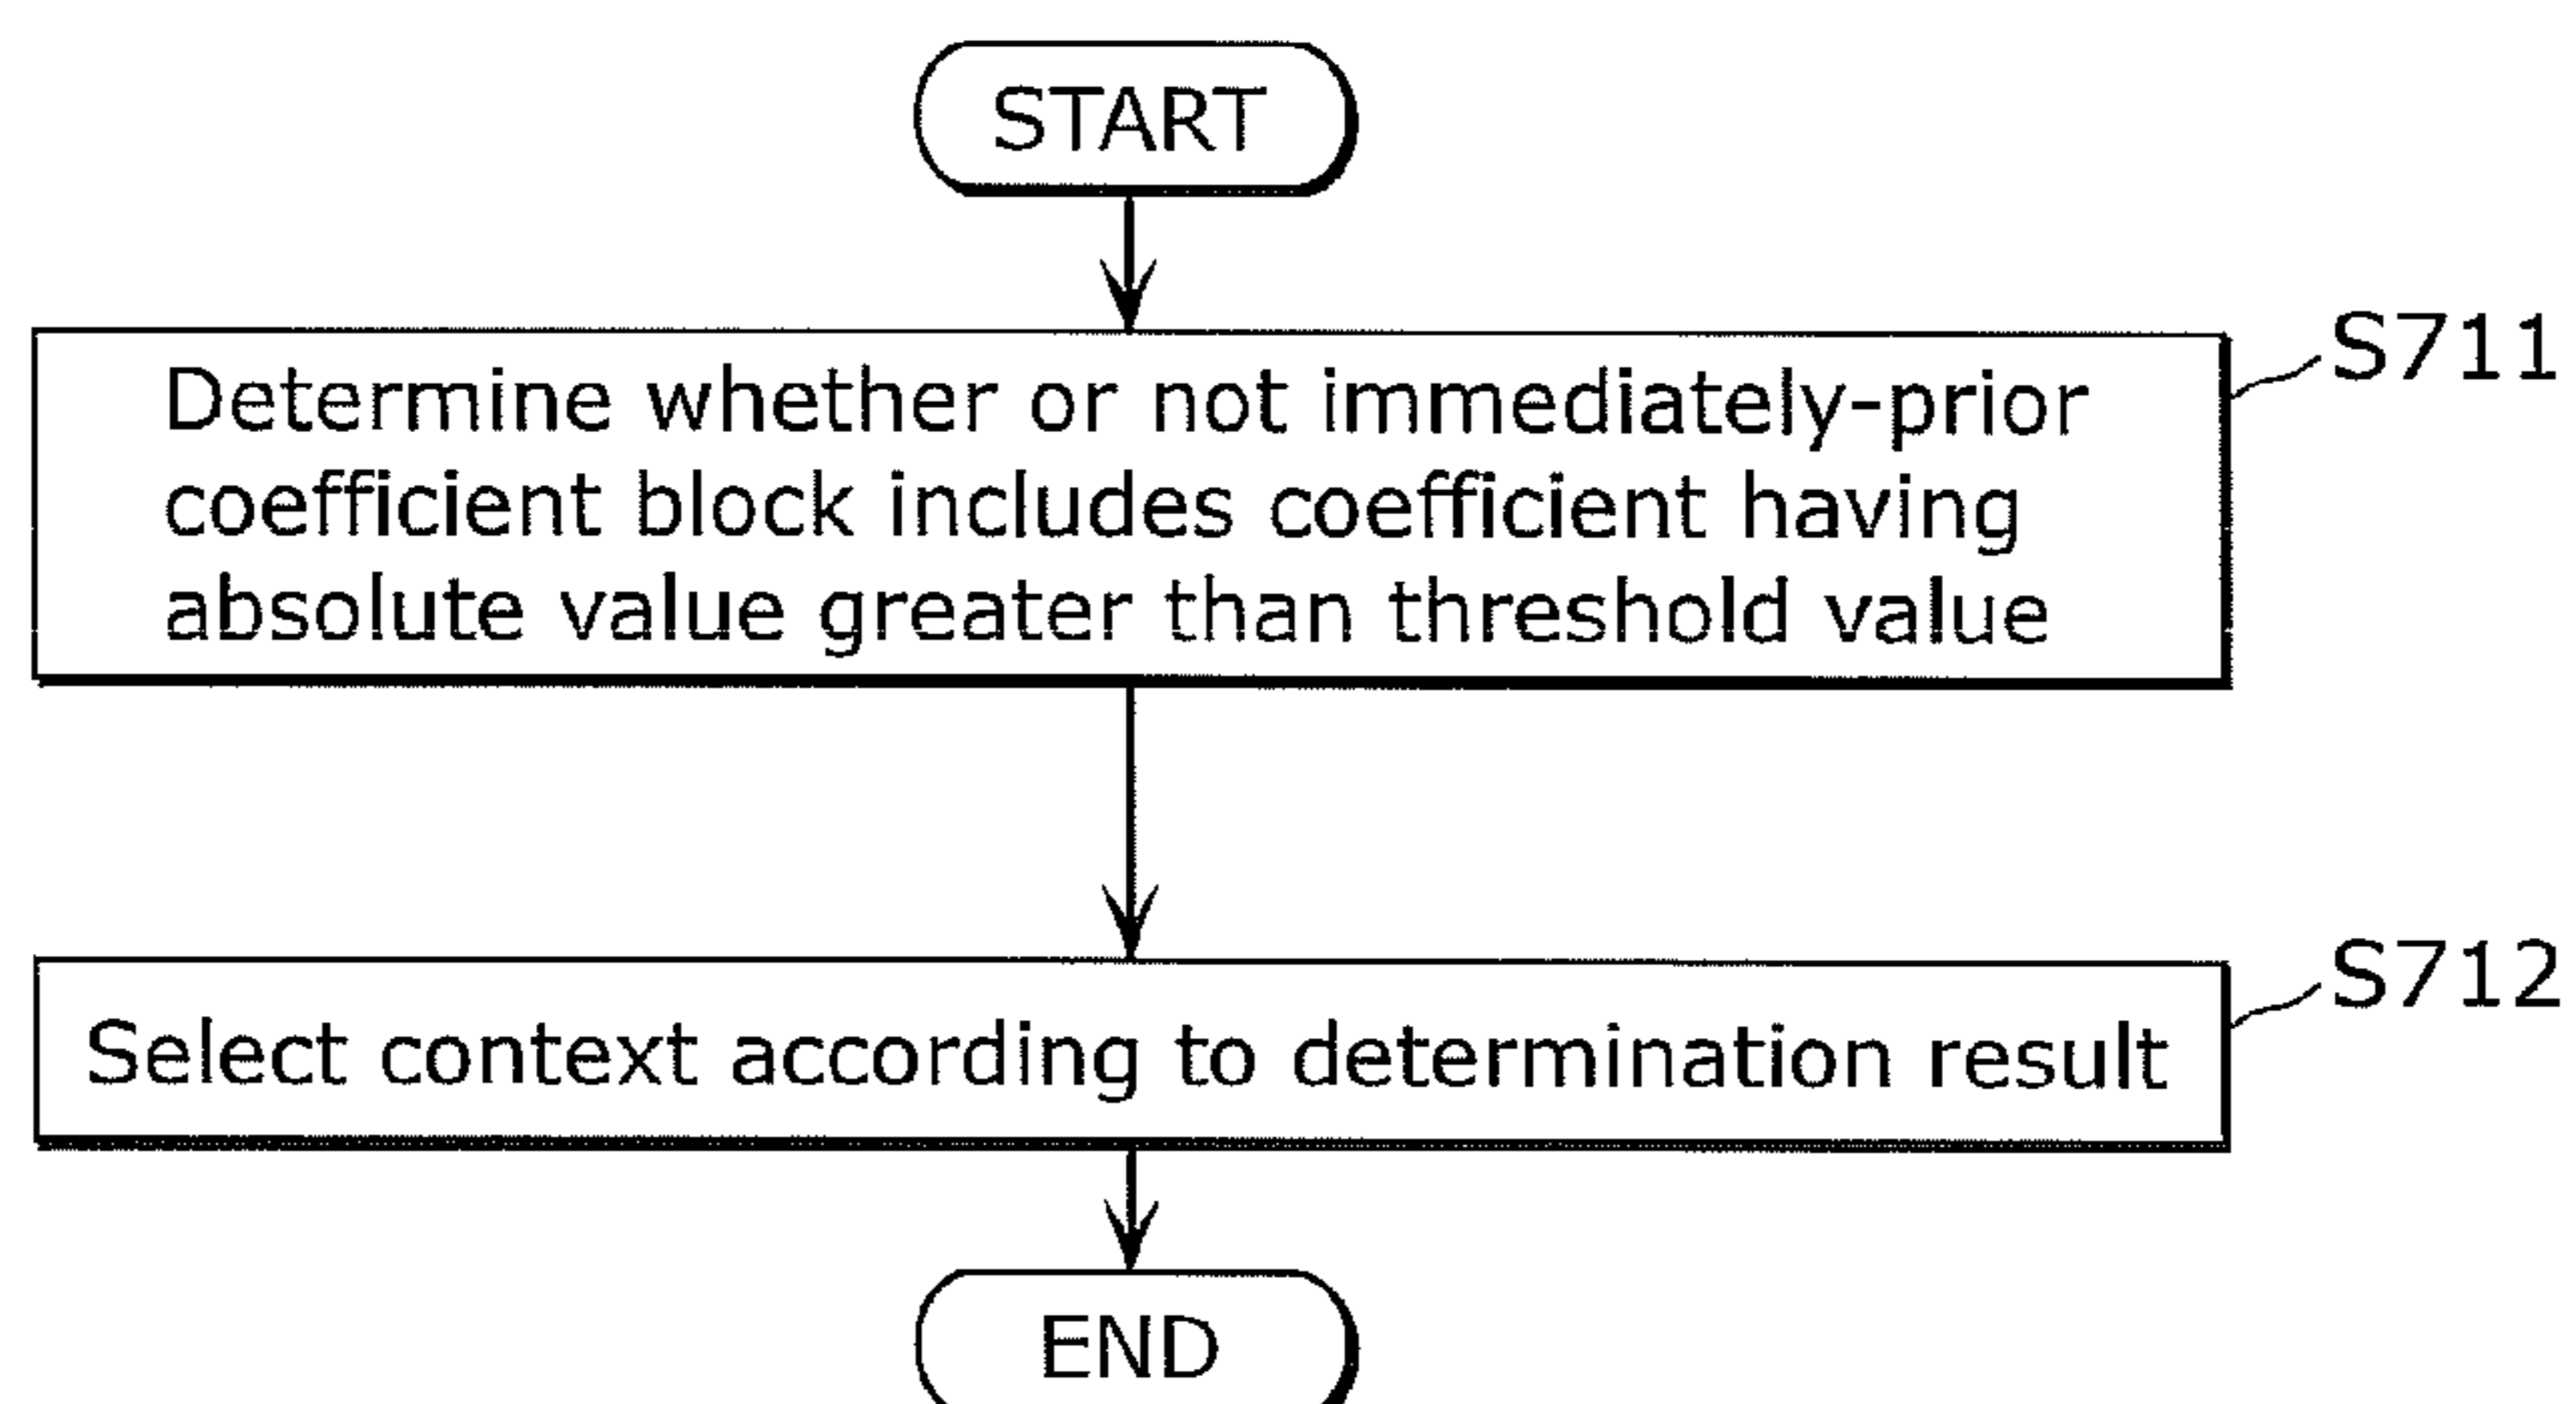 START
S711
Determine whether or not immediately-prior
coefficient block includes coefficient having
absolute value greater than threshold value
S712
Select context according to determination result
END